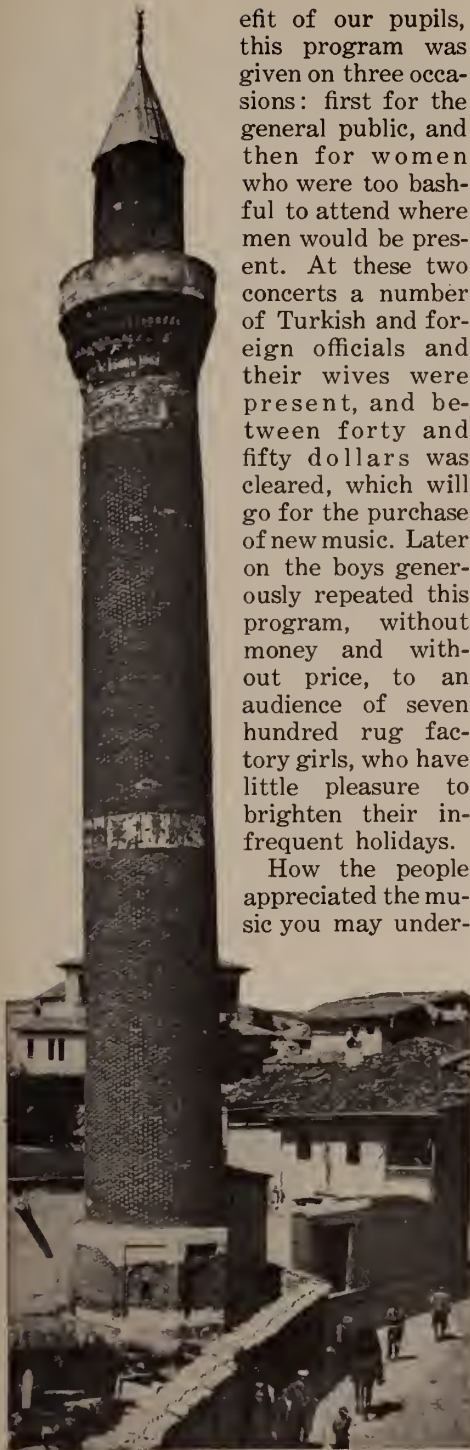 efit of our pupils,
this program was
given on three occa-
sions: first for the
general public, and
then for women
who were too bash-
ful to attend where
men would be pres-
ent. At these two
concerts a number
of Turkish and for-
eign officials and
their wives were
present, and be-
tween forty and
fifty dollars was
cleared, which will
go for the purchase
of new music. Later
on the boys gener-
ously repeated this
program, without
money and with-
out price, to an
audience of seven
hundred rug fac-
tory girls, who have
little pleasure to
brighten their in-
frequent holidays.
How the people
appreciated the mu-
sic you may under-